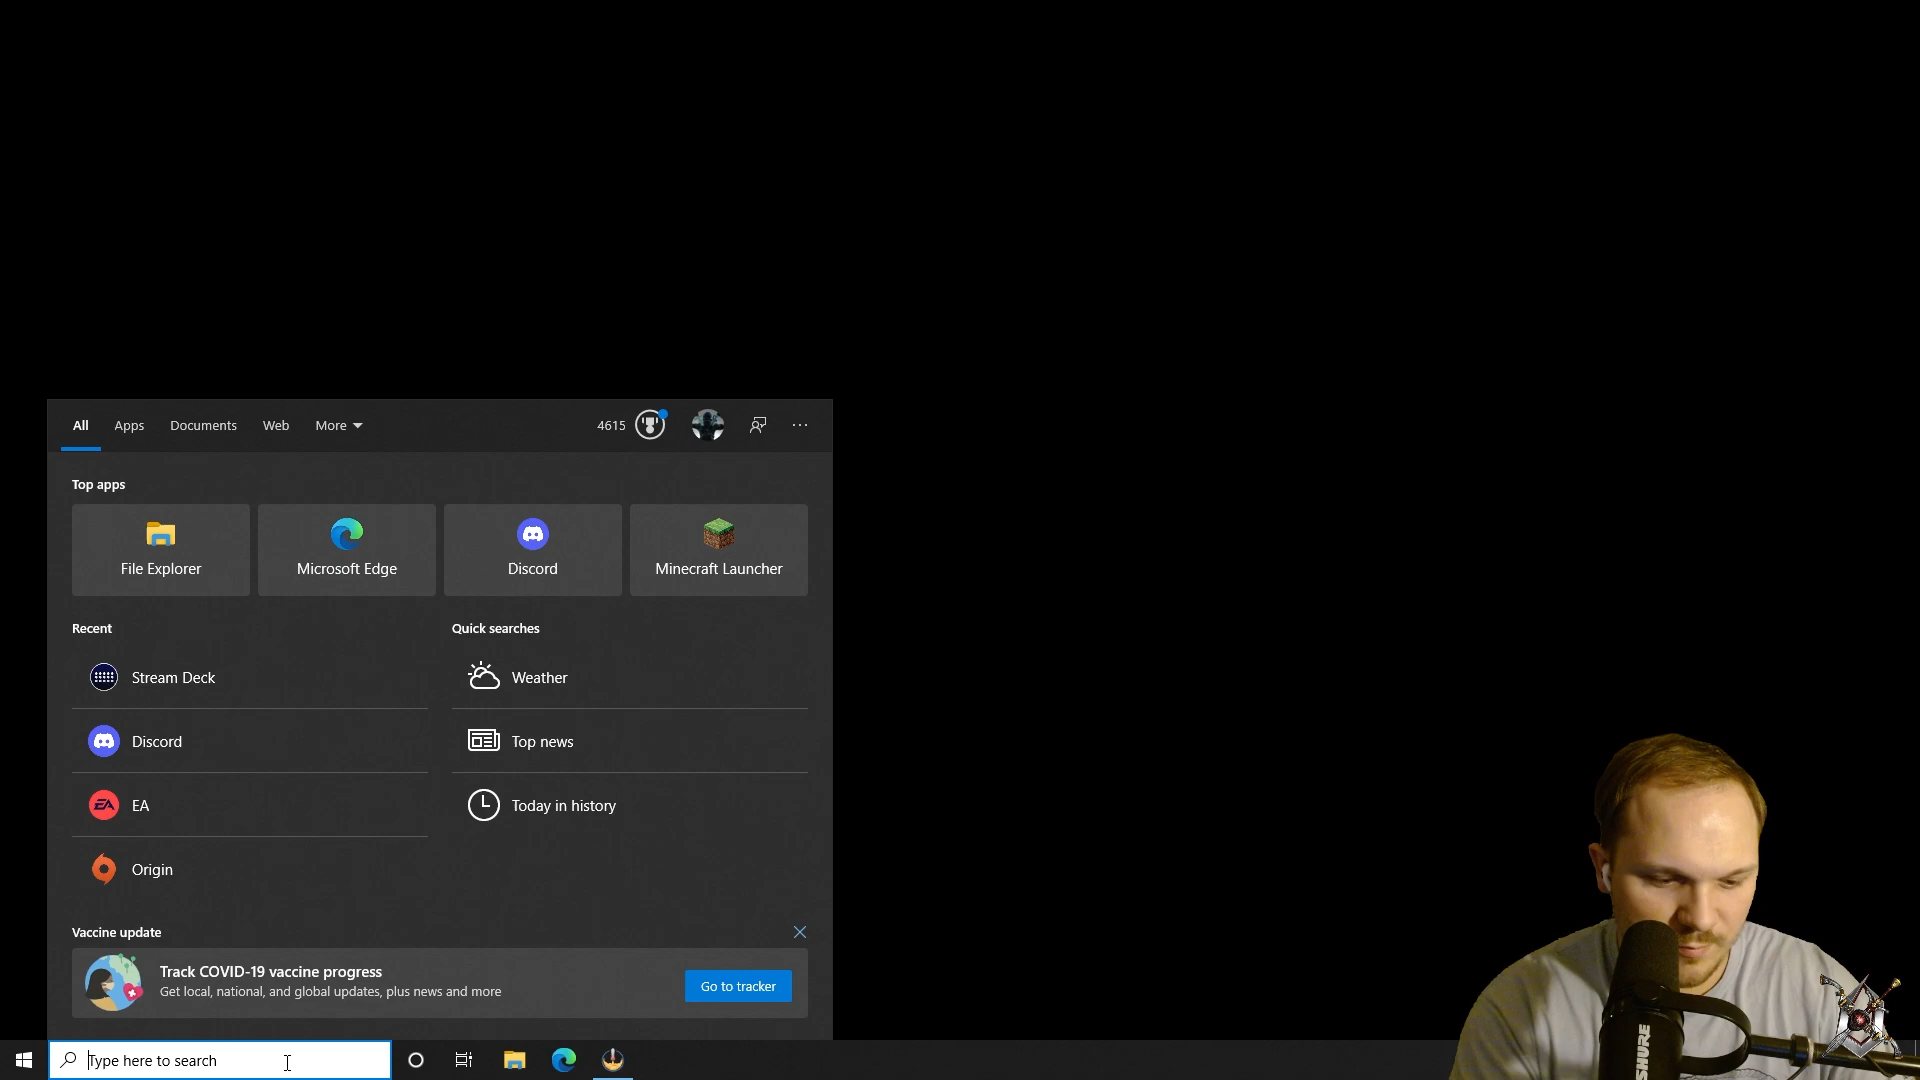 All Apps Documents Web More 4615
Top apps
File Explorer Microsoft Edge Discord Minecraft Launcher
Recent
Stream Deck
Discord
EA
EA
Origin
Quick searches
Weather
Top news
Today in history
Vaccine update
Track COVID-19 vaccine progress
Get local, national, and global updates, plus news and more
Go to tracker
Type here to search
SHURE